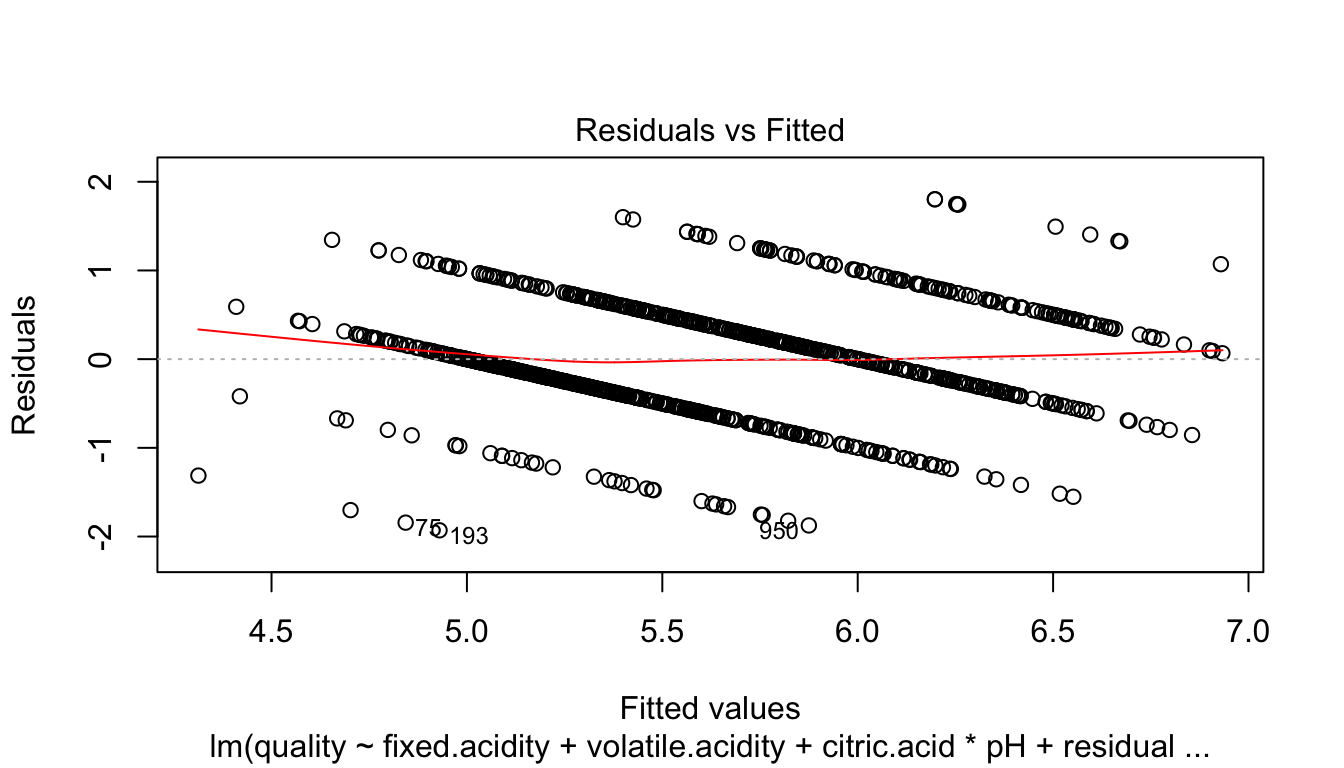 Residuals vs Fitted
Residuals
2
1
0
-1
-2
75
193
950
4.5 5.0 5.5 6.0 6.5 7.0
Fitted values
lm(quality ~ fixed.acidity + volatile.acidity + citric.acid * pH + residual ...